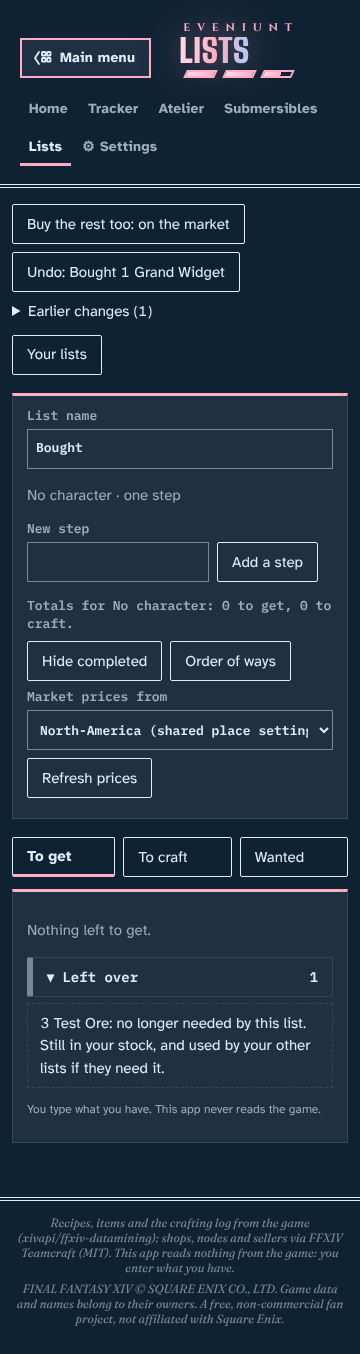 Main menu
EVENIUNT
LISTS
Home Tracker Atelier Submersibles
Lists ⚙ Settings
Buy the rest too: on the market
Undo: Bought 1 Grand Widget
▶ Earlier changes (1)
Your lists
List name
Bought
No character · one step
New step
Add a step
Totals for No character: 0 to get, 0 to
craft.
Hide completed Order of ways
Market prices from
North-America (shared place setting
Refresh prices
To get To craft Wanted
Nothing left to get.
▼ Left over 1
3 Test Ore: no longer needed by this list.
Still in your stock, and used by your other
lists if they need it.
You type what you have. This app never reads the game.
Recipes, items and the crafting log from the game
(xivapi/ffxiv-datamining); shops, nodes and sellers via FFXIV
Teamcraft (MIT). This app reads nothing from the game: you
enter what you have.
FINAL FANTASY XIV © SQUARE ENIX CO., LTD. Game data
and names belong to their owners. A free, non-commercial fan
project, not affiliated with Square Enix.